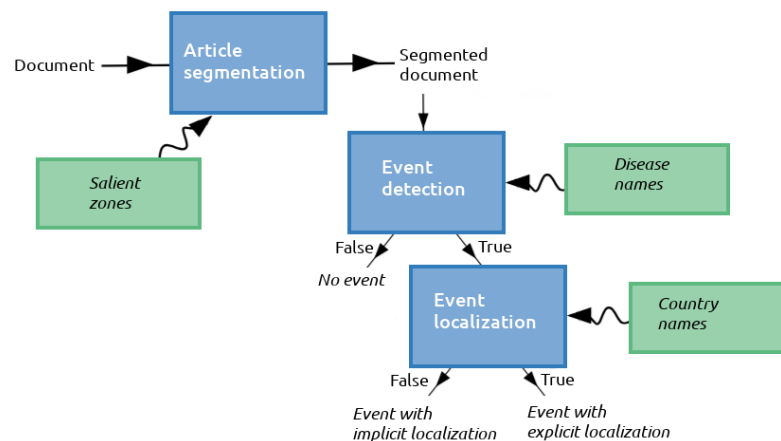 Document
Article
segmentation
Segmented
document
Salient
zones
Event
detection
Disease
names
False
True
No event
Event
localization
Country
names
False
True
Event with
implicit localization
Event with
explicit localization